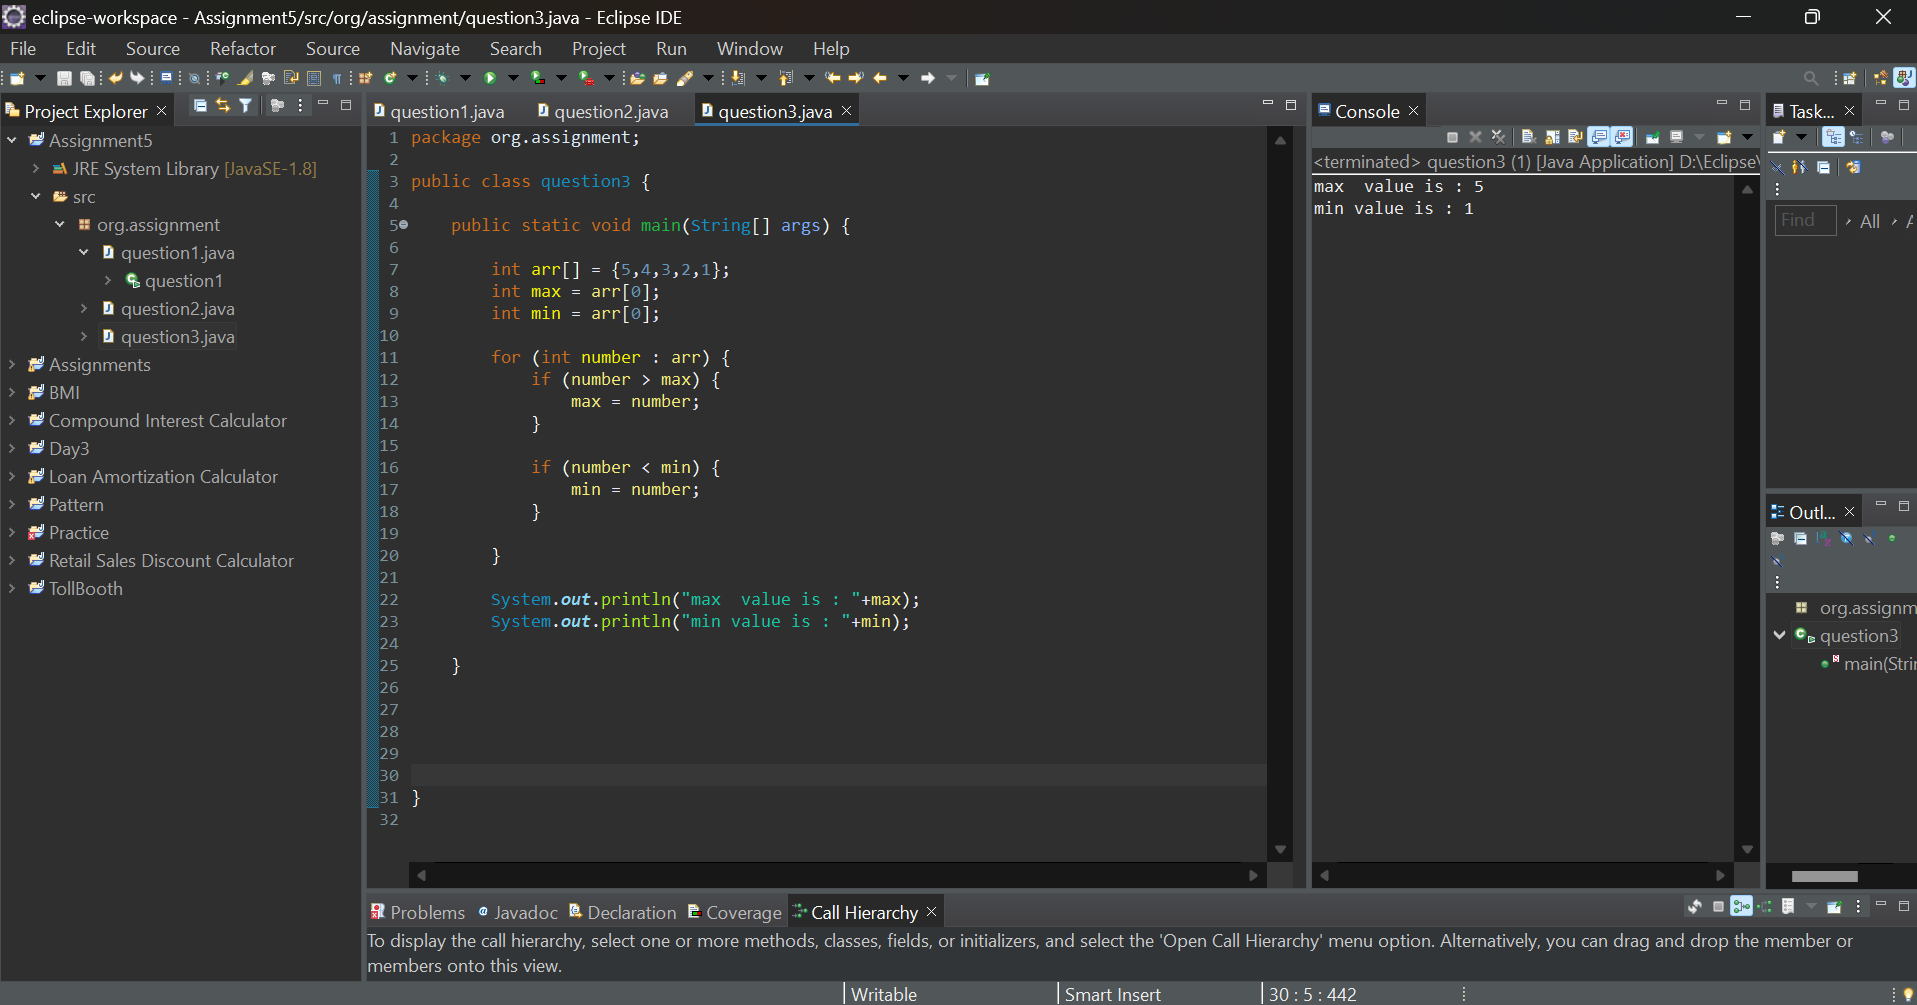 eclipse-workspace - Assignment5/src/org/assignment/question3.java - Eclipse IDE
File Edit Source Refactor Source Navigate Search Project Run Window Help
Project Explorer
Assignment5
JRE System Library [JavaSE-1.8]
src
org.assignment
question1.java
question1
question2.java
question3.java
Assignments
BMI
Compound Interest Calculator
Day3
Loan Amortization Calculator
Pattern
Practice
Retail Sales Discount Calculator
TollBooth
question1.java question2.java question3.java
1 package org.assignment;
2
3 public class question3 {
4
5 public static void main(String[] args) {
6
7 int arr[] = {5,4,3,2,1};
8 int max = arr[0];
9 int min = arr[0];
10
11 for (int number : arr) {
12 if (number > max) {
13 max = number;
14 }
15
16 if (number < min) {
17 min = number;
18 }
19
20 }
21
22 System.out.println("max  value is : "+max);
23 System.out.println("min value is : "+min);
24
25 }
26
27
28
29
30
31 }
32
Console
<terminated> question3 (1) [Java Application] D:\Eclipse\
max  value is : 5
min value is : 1
Task...
Find All
Outl...
org.assignm
question3
main(Stri
Problems Javadoc Declaration Coverage Call Hierarchy
To display the call hierarchy, select one or more methods, classes, fields, or initializers, and select the 'Open Call Hierarchy' menu option. Alternatively, you can drag and drop the member or
members onto this view.
Writable Smart Insert 30 : 5 : 442